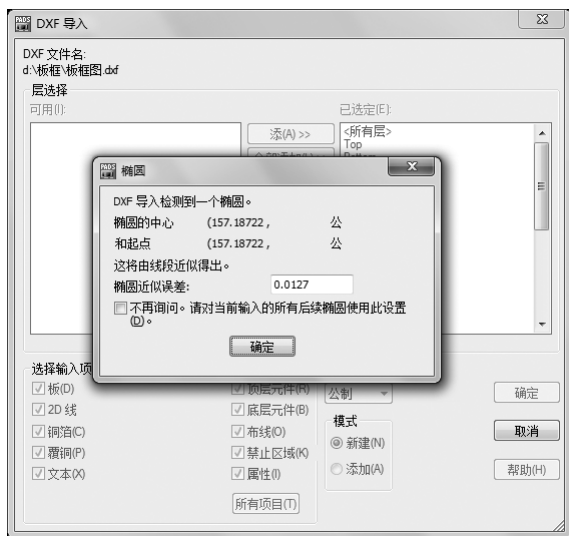 DXF 导入
DXF 文件名:
d:\板框\板框图.dxf
层选择
可用(I):
已选定(E):
添(A) >>
<所有层>
Top
椭圆
DXF 导入检测到一个椭圆。
椭圆的中心 (157.18722 , 公
和起点 (157.18722 , 公
这将由线段近似得出。
椭圆近似误差: 0.0127
不再询问。请对当前输入的所有后续椭圆使用此设置
(D)。
确定
选择输入项
板(D)
顶层元件(R)
公制
确定
2D 线
底层元件(B)
模式
铜箔(C)
布线(O)
新建(N)
取消
覆铜(P)
禁止区域(K)
文本(X)
属性(I)
添加(A)
帮助(H)
所有项目(T)